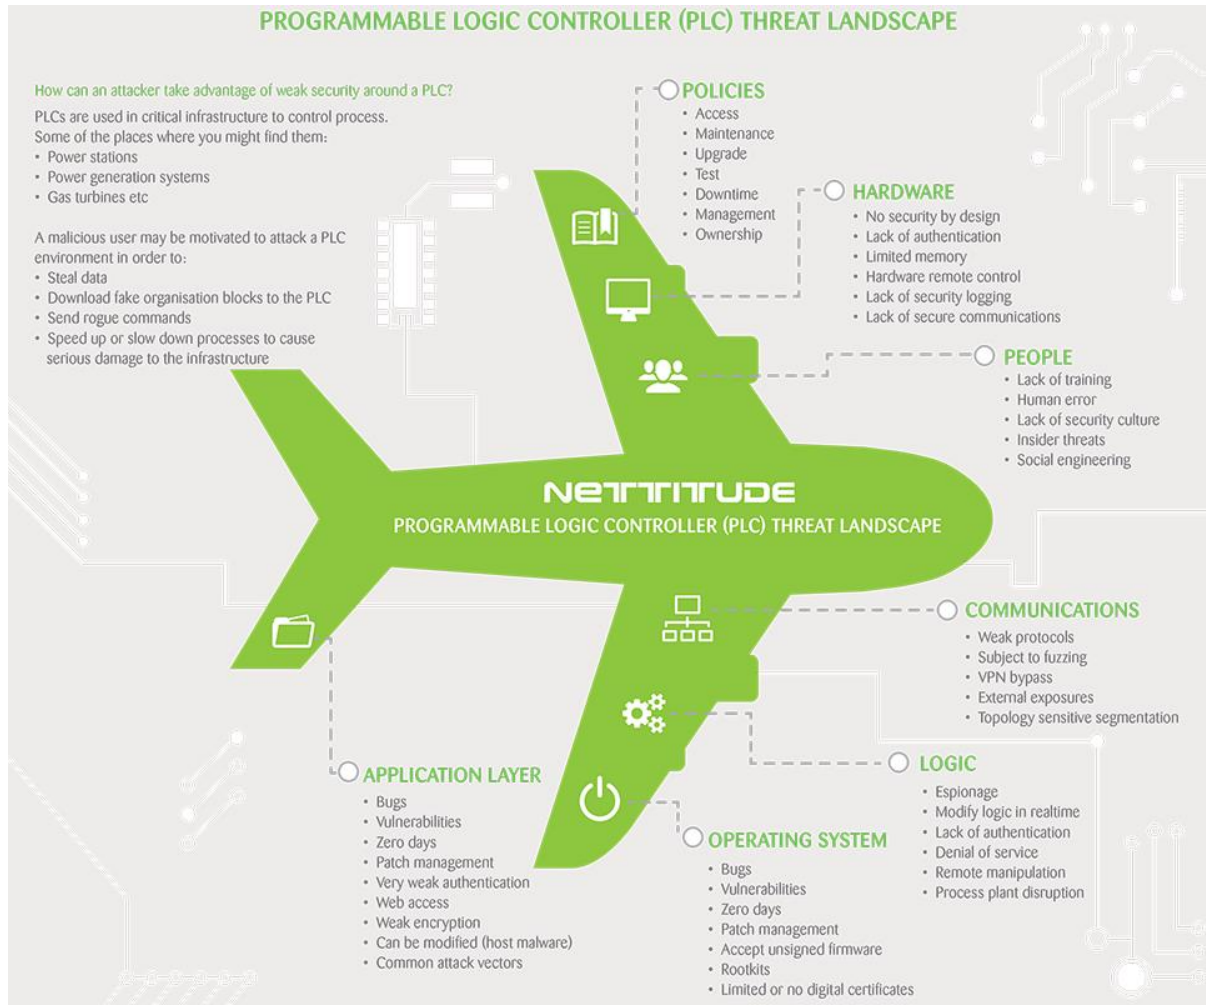 PROGRAMMABLE LOGIC CONTROLLER (PLC) THREAT LANDSCAPE
How can an attacker take advantage of weak security around a PLC?
PLCs are used in critical infrastructure to control process.
Some of the places where you might find them:
• Power stations
• Power generation systems
• Gas turbines etc
A malicious user may be motivated to attack a PLC
environment in order to:
• Steal data
• Download fake organisation blocks to the PLC
• Send rogue commands
• Speed up or slow down processes to cause
serious damage to the infrastructure
POLICIES
• Access
• Maintenance
• Upgrade
• Test
• Downtime
• Management
• Ownership
HARDWARE
• No security by design
• Lack of authentication
• Limited memory
• Hardware remote control
• Lack of security logging
• Lack of secure communications
PEOPLE
• Lack of training
• Human error
• Lack of security culture
• Insider threats
• Social engineering
NETTITUDE
PROGRAMMABLE LOGIC CONTROLLER (PLC) THREAT LANDSCAPE
COMMUNICATIONS
• Weak protocols
• Subject to fuzzing
• VPN bypass
• External exposures
• Topology sensitive segmentation
LOGIC
• Espionage
• Modify logic in realtime
• Lack of authentication
• Denial of service
• Remote manipulation
• Process plant disruption
APPLICATION LAYER
• Bugs
• Vulnerabilities
• Zero days
• Patch management
• Very weak authentication
• Web access
• Weak encryption
• Can be modified (host malware)
• Common attack vectors
OPERATING SYSTEM
• Bugs
• Vulnerabilities
• Zero days
• Patch management
• Accept unsigned firmware
• Rootkits
• Limited or no digital certificates